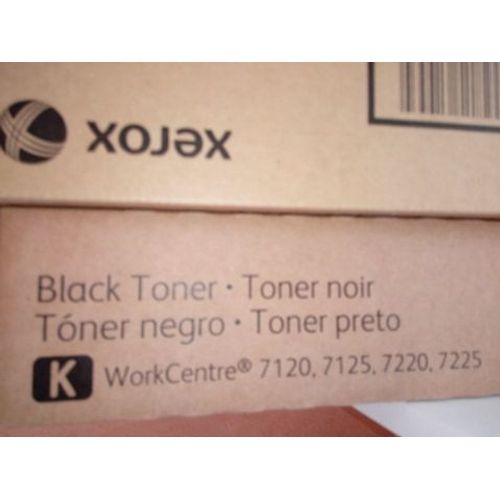 xerox
Black Toner · Toner noir
Tóner negro · Toner preto
K WorkCentre® 7120, 7125, 7220, 7225